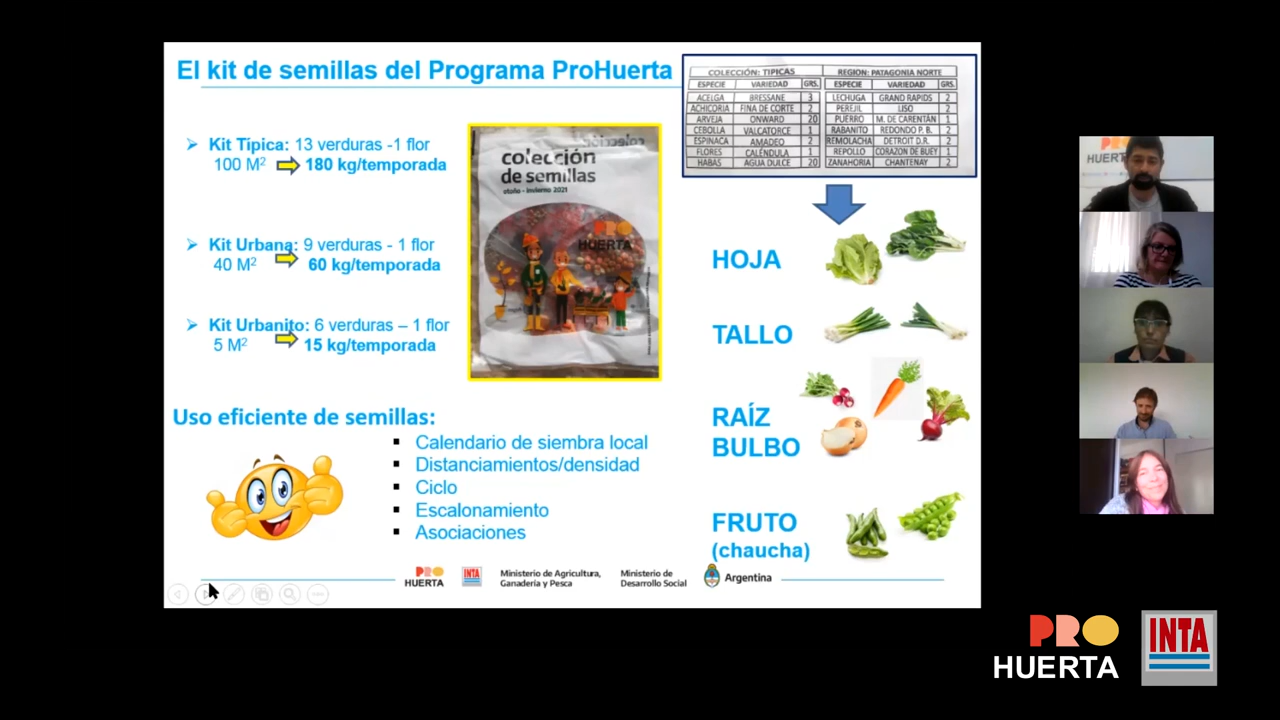 El kit de semillas del Programa ProHuerta
➢ Kit Típica: 13 verduras -1 flor
100 M² 180 kg/temporada
➢ Kit Urbana: 9 verduras - 1 flor
40 M² 60 kg/temporada
➢ Kit Urbanito: 6 verduras – 1 flor
5 M² 15 kg/temporada
colección
colección
de semillas
otoño - invierno 2021
PRO
HUERTA
COLECCIÓN: TIPICAS REGION: PATAGONIA NORTE
ESPECIE VARIEDAD GRS. ESPECIE VARIEDAD GRS.
ACELGA BRESSANE 3 LECHUGA GRAND RAPIDS 2
ACHICORIA FINA DE CORTE 2 PEREJIL LISO 2
ARVEJA ONWARD 20 PUERRO M. DE CARENTÁN 1
CEBOLLA VALCATORCE 1 RABANITO REDONDO P. B. 2
ESPINACA AMADEO 2 REMOLACHA DETROIT D.R. 2
FLORES CALÉNDULA 1 REPOLLO CORAZON DE BUEY 1
HABAS AGUA DULCE 20 ZANAHORIA CHANTENAY 2
HOJA
TALLO
RAÍZ
BULBO
FRUTO
(chaucha)
Uso eficiente de semillas:
▪ Calendario de siembra local
▪ Distanciamientos/densidad
▪ Ciclo
▪ Escalonamiento
▪ Asociaciones
PRO
HUERTA
INTA
Ministerio de Agricultura,
Ganadería y Pesca
Ministerio de
Desarrollo Social
Argentina
PRO
HUERTA
INTA